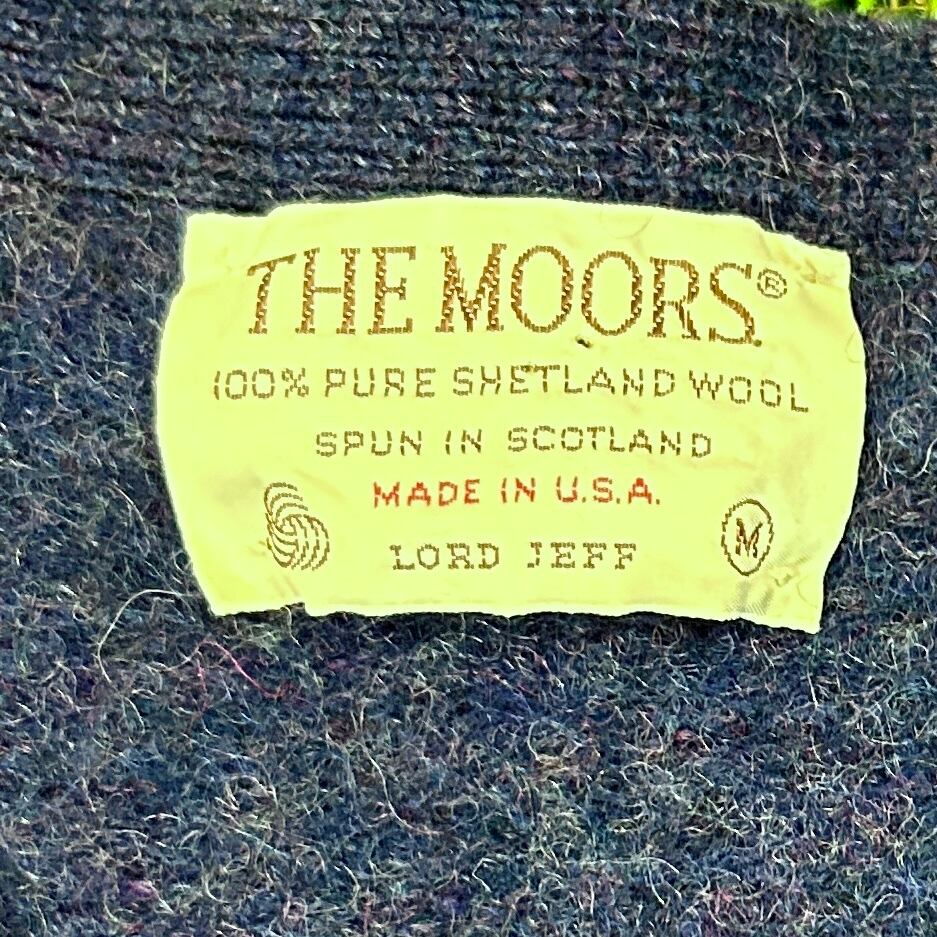 THE MOORS®
100% PURE SHETLAND WOOL
SPUN IN SCOTLAND
MADE IN U.S.A.
LORD JEFF
M